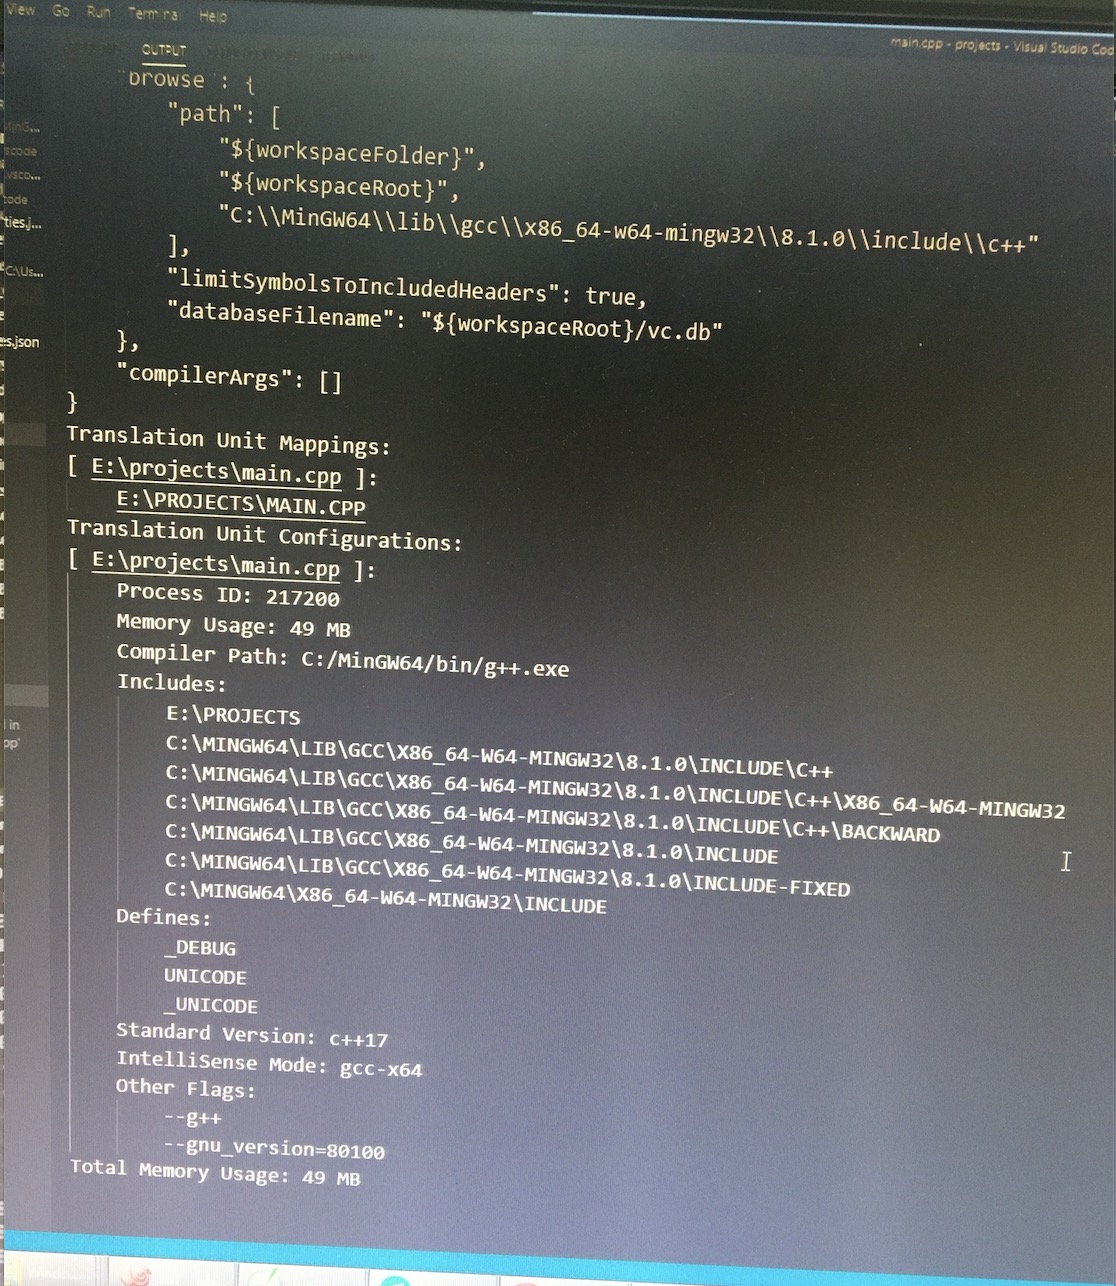 View Go Run Terminal Help
main.cpp - projects - Visual Studio Cod
OUTPUT
"browse": {
"path": [
"${workspaceFolder}",
"${workspaceRoot}",
"C:\\MinGW64\\lib\\gcc\\x86_64-w64-mingw32\\8.1.0\\include\\c++"
],
"limitSymbolsToIncludedHeaders": true,
"databaseFilename": "${workspaceRoot}/vc.db"
},
"compilerArgs": []
}
Translation Unit Mappings:
[ E:\projects\main.cpp ]:
E:\PROJECTS\MAIN.CPP
Translation Unit Configurations:
[ E:\projects\main.cpp ]:
Process ID: 217200
Memory Usage: 49 MB
Compiler Path: C:/MinGW64/bin/g++.exe
Includes:
E:\PROJECTS
C:\MINGW64\LIB\GCC\X86_64-W64-MINGW32\8.1.0\INCLUDE\C++
C:\MINGW64\LIB\GCC\X86_64-W64-MINGW32\8.1.0\INCLUDE\C++\X86_64-W64-MINGW32
C:\MINGW64\LIB\GCC\X86_64-W64-MINGW32\8.1.0\INCLUDE\C++\BACKWARD
C:\MINGW64\LIB\GCC\X86_64-W64-MINGW32\8.1.0\INCLUDE
C:\MINGW64\LIB\GCC\X86_64-W64-MINGW32\8.1.0\INCLUDE-FIXED
C:\MINGW64\X86_64-W64-MINGW32\INCLUDE
Defines:
_DEBUG
UNICODE
_UNICODE
Standard Version: c++17
IntelliSense Mode: gcc-x64
Other Flags:
--g++
--gnu_version=80100
Total Memory Usage: 49 MB
scode
.vsco...
code
ties.j...
C:\Us...
es.json
in
pp'